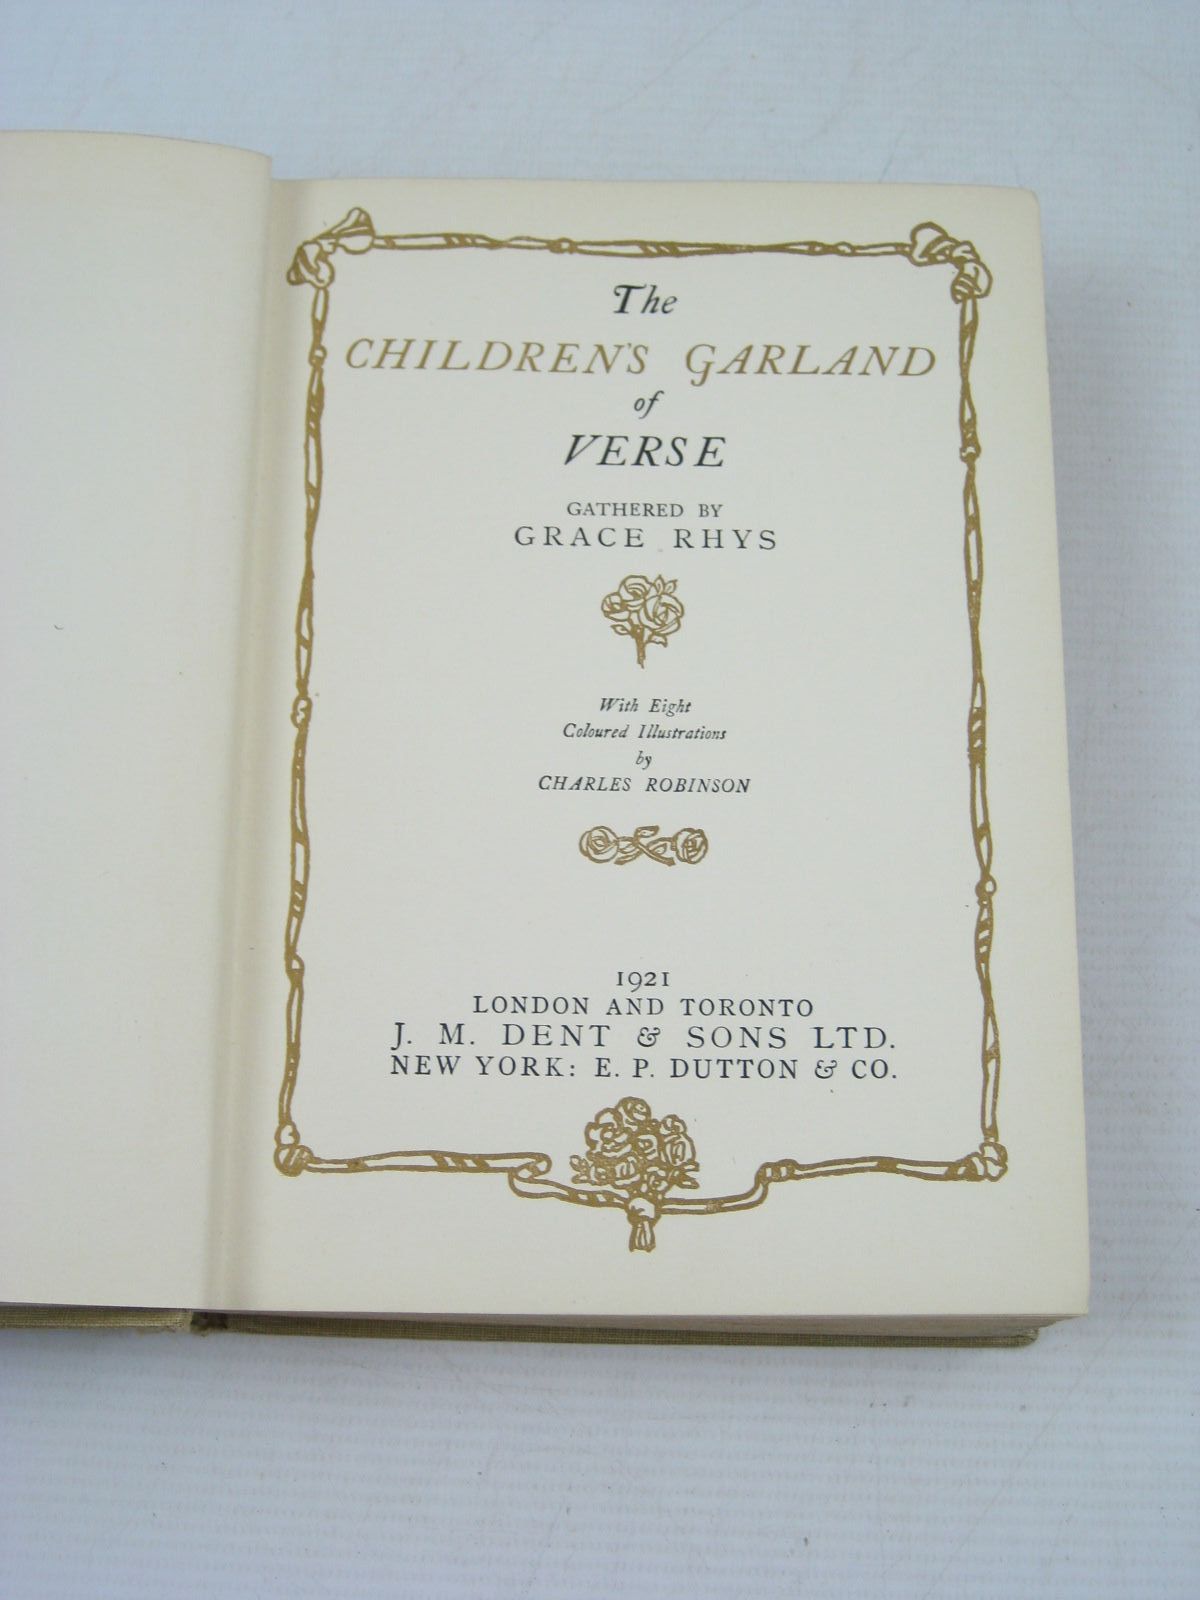 The
CHILDREN'S GARLAND
of
VERSE
GATHERED BY
GRACE RHYS
With Eight
Coloured Illustrations
by
CHARLES ROBINSON
1921
LONDON AND TORONTO
J. M. DENT & SONS LTD.
NEW YORK: E. P. DUTTON & CO.